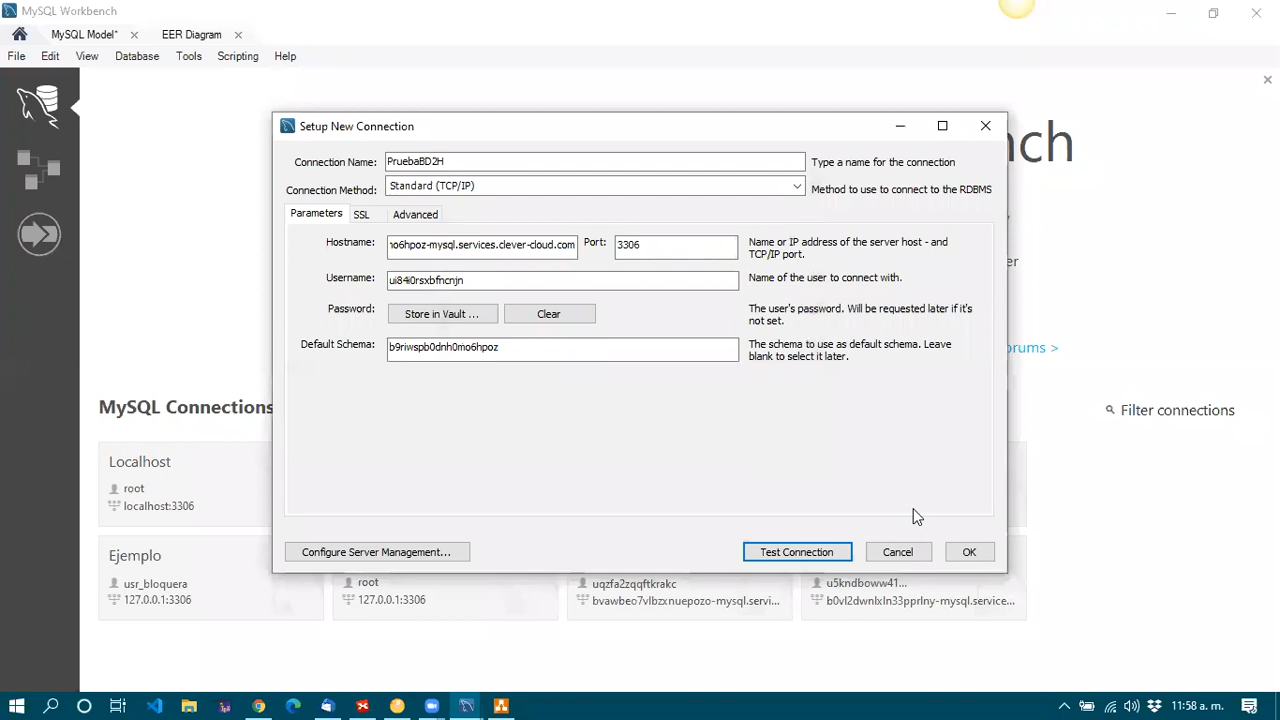 MySQL Workbench
MySQL Model* EER Diagram
File Edit View Database Tools Scripting Help
Setup New Connection
Connection Name: PruebaBD2H Type a name for the connection
Connection Method: Standard (TCP/IP) Method to use to connect to the RDBMS
Parameters SSL Advanced
Hostname: no6hpoz-mysql.services.clever-cloud.com Port: 3306 Name or IP address of the server host - and
TCP/IP port.
Username: ui84i0rsxbfncnjn Name of the user to connect with.
Password: Store in Vault ... Clear The user's password. Will be requested later if it's
not set.
Default Schema: b9riwspb0dnh0mo6hpoz The schema to use as default schema. Leave
blank to select it later.
Configure Server Management... Test Connection Cancel OK
nch
er
orums >
MySQL Connections
Filter connections
Localhost
root
localhost:3306
Ejemplo
usr_bloquera
127.0.0.1:3306
root
127.0.0.1:3306
uqzfa2zqqftkrakc
bvawbeo7vlbzxnuepozo-mysql.servi...
u5kndboww41...
b0vl2dwnlxln33pprlny-mysql.service...
11:58 a. m.